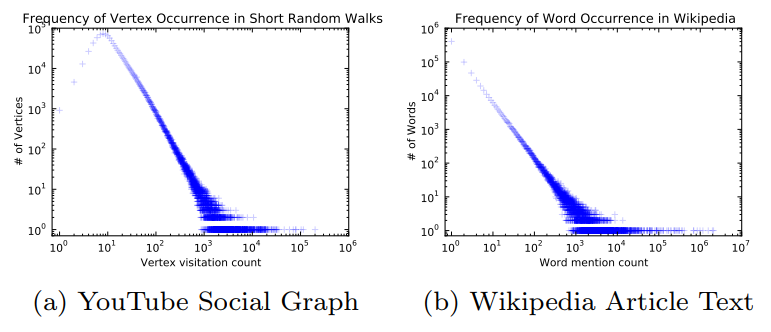 Frequency of Vertex Occurrence in Short Random Walks
10^5
10^4
10^3
10^2
10^1
10^0
# of Vertices
10^0 10^1 10^2 10^3 10^4 10^5 10^6
Vertex visitation count
(a) YouTube Social Graph
Frequency of Word Occurrence in Wikipedia
10^6
10^5
10^4
10^3
10^2
10^1
10^0
# of Words
10^0 10^1 10^2 10^3 10^4 10^5 10^6 10^7
Word mention count
(b) Wikipedia Article Text